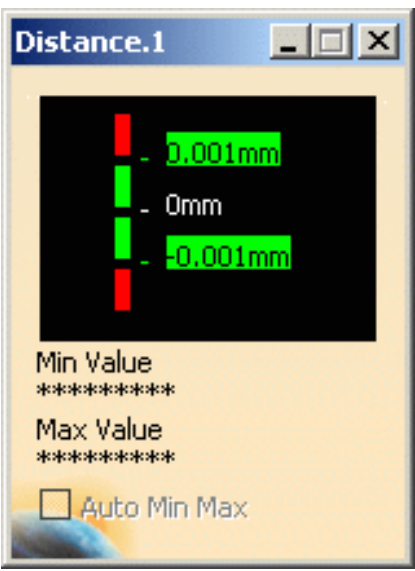 Distance.1
- 0.001mm
- 0mm
- -0.001mm
Min Value
*********
Max Value
*********
Auto Min Max